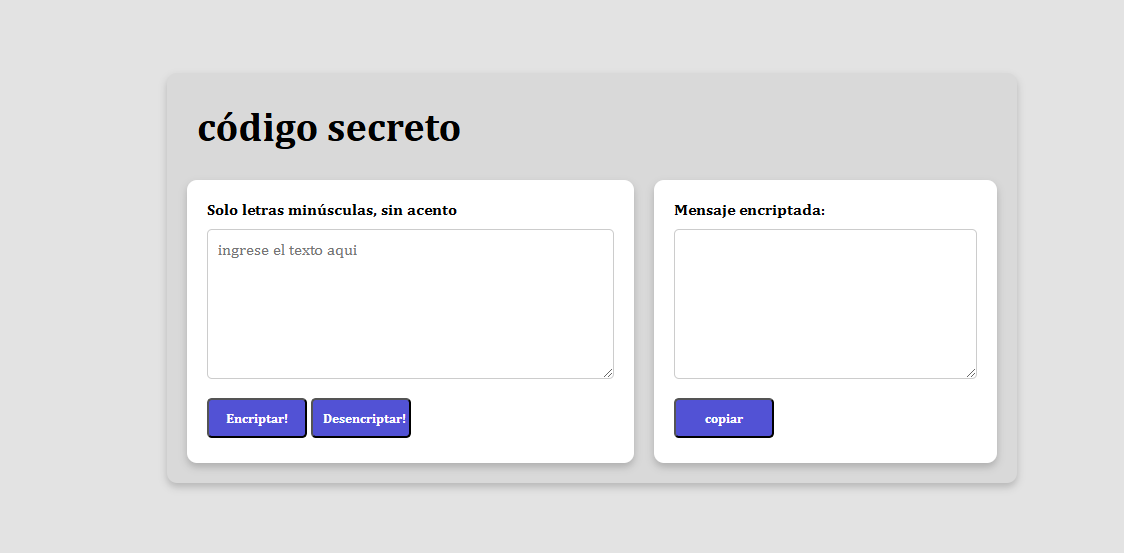 código secreto
Solo letras minúsculas, sin acento
ingrese el texto aqui
Encriptar!
Desencriptar!
Mensaje encriptada:
copiar